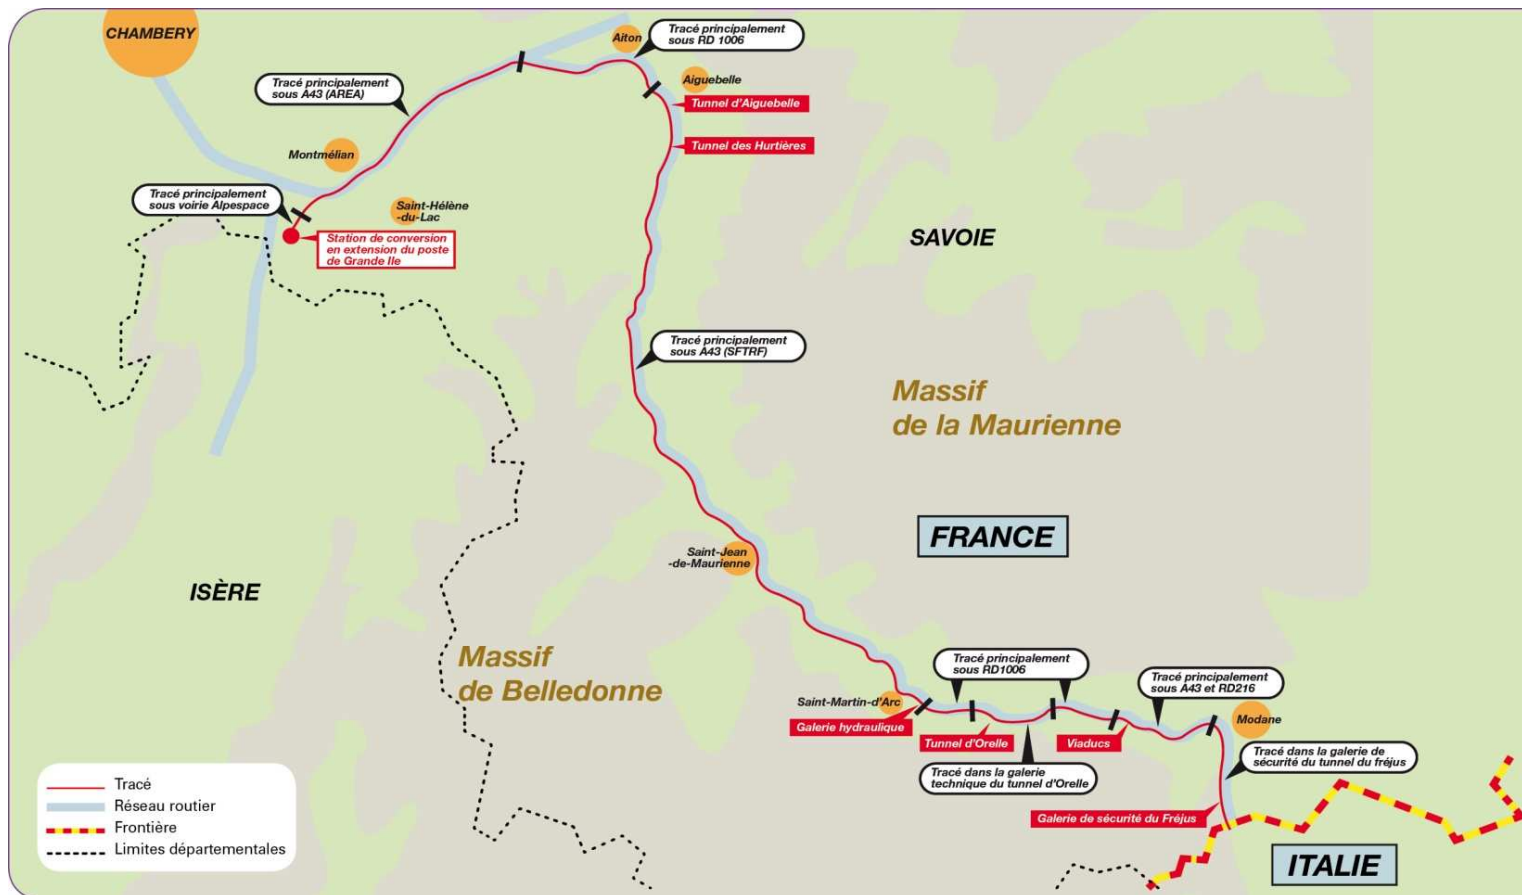 CHAMBERY
Tracé principalement
sous A43 (AREA)
Aiton
Tracé principalement
sous RD 1006
Aiguebelle
Tunnel d'Aiguebelle
Tunnel des Hurtières
Montmélian
Tracé principalement
sous voirie Alpespace
Saint-Hélène
-du-Lac
Station de conversion
en extension du poste
de Grande Ile
SAVOIE
Tracé principalement
sous A43 (SFTRF)
Massif
de la Maurienne
FRANCE
Saint-Jean
-de-Maurienne
ISÈRE
Massif
de Belledonne
Tracé principalement
sous RD1006
Tracé principalement
sous A43 et RD216
Saint-Martin-d'Arc
Galerie hydraulique
Tunnel d'Orelle
Viaducs
Modane
Tracé dans la galerie
technique du tunnel d'Orelle
Tracé dans la galerie de
sécurité du tunnel du fréjus
Galerie de sécurité du Fréjus
ITALIE
Tracé
Réseau routier
Frontière
Limites départementales